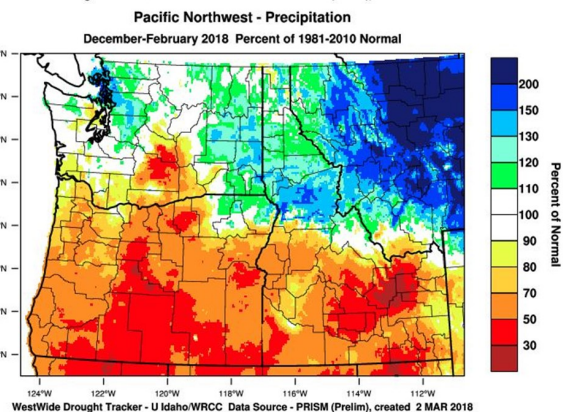 Pacific Northwest - Precipitation
December-February 2018 Percent of 1981-2010 Normal
N
N
N
N
N
N
N
N
200
150
130
120
110
100
90
80
70
50
30
Percent of Normal
124°W 122°W 120°W 118°W 116°W 114°W 112°W
WestWide Drought Tracker - U Idaho/WRCC Data Source - PRISM (Prelim), created 2 MAR 2018